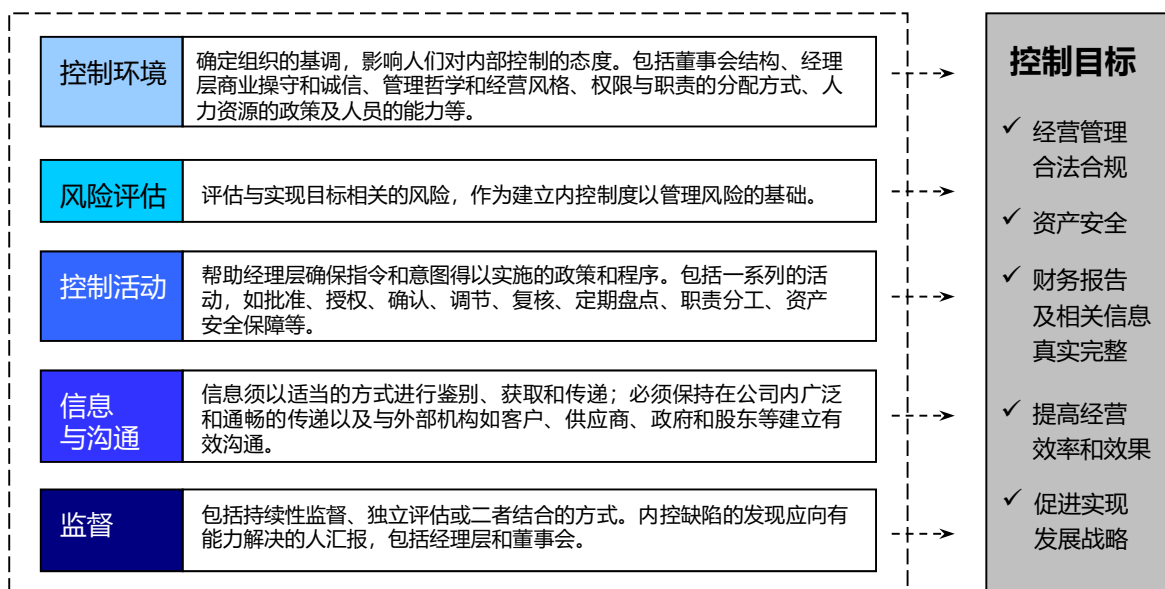 控制环境
确定组织的基调，影响人们对内部控制的态度。包括董事会结构、经理
层商业操守和诚信、管理哲学和经营风格、权限与职责的分配方式、人
力资源的政策及人员的能力等。
风险评估
评估与实现目标相关的风险，作为建立内控制度以管理风险的基础。
控制活动
帮助经理层确保指令和意图得以实施的政策和程序。包括一系列的活
动，如批准、授权、确认、调节、复核、定期盘点、职责分工、资产
安全保障等。
信息
与沟通
信息须以适当的方式进行鉴别、获取和传递；必须保持在公司内广泛
和通畅的传递以及与外部机构如客户、供应商、政府和股东等建立有
效沟通。
监督
包括持续性监督、独立评估或二者结合的方式。内控缺陷的发现应向有
能力解决的人汇报，包括经理层和董事会。
控制目标
✓ 经营管理
合法合规
✓ 资产安全
✓ 财务报告
及相关信息
真实完整
✓ 提高经营
效率和效果
✓ 促进实现
发展战略